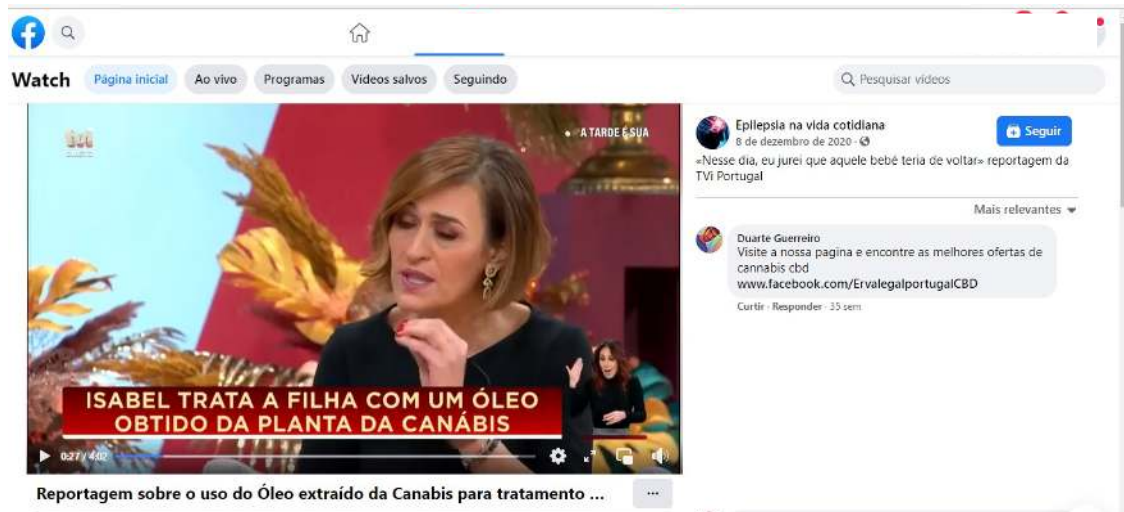 Watch
Página inicial
Ao vivo
Programas
Vídeos salvos
Seguindo
Pesquisar vídeos
A TARDE É SUA
ISABEL TRATA A FILHA COM UM ÓLEO
OBTIDO DA PLANTA DA CANÁBIS
0:27 / 4:02
Reportagem sobre o uso do Óleo extraído da Canabis para tratamento ...
Epilepsia na vida cotidiana
Seguir
8 de dezembro de 2020 ·
«Nesse dia, eu jurei que aquele bebé teria de voltar» reportagem da
TVi Portugal
Mais relevantes
Duarte Guerreiro
Visite a nossa pagina e encontre as melhores ofertas de
cannabis cbd
www.facebook.com/ErvalegalportugalCBD
Curtir · Responder · 35 sem